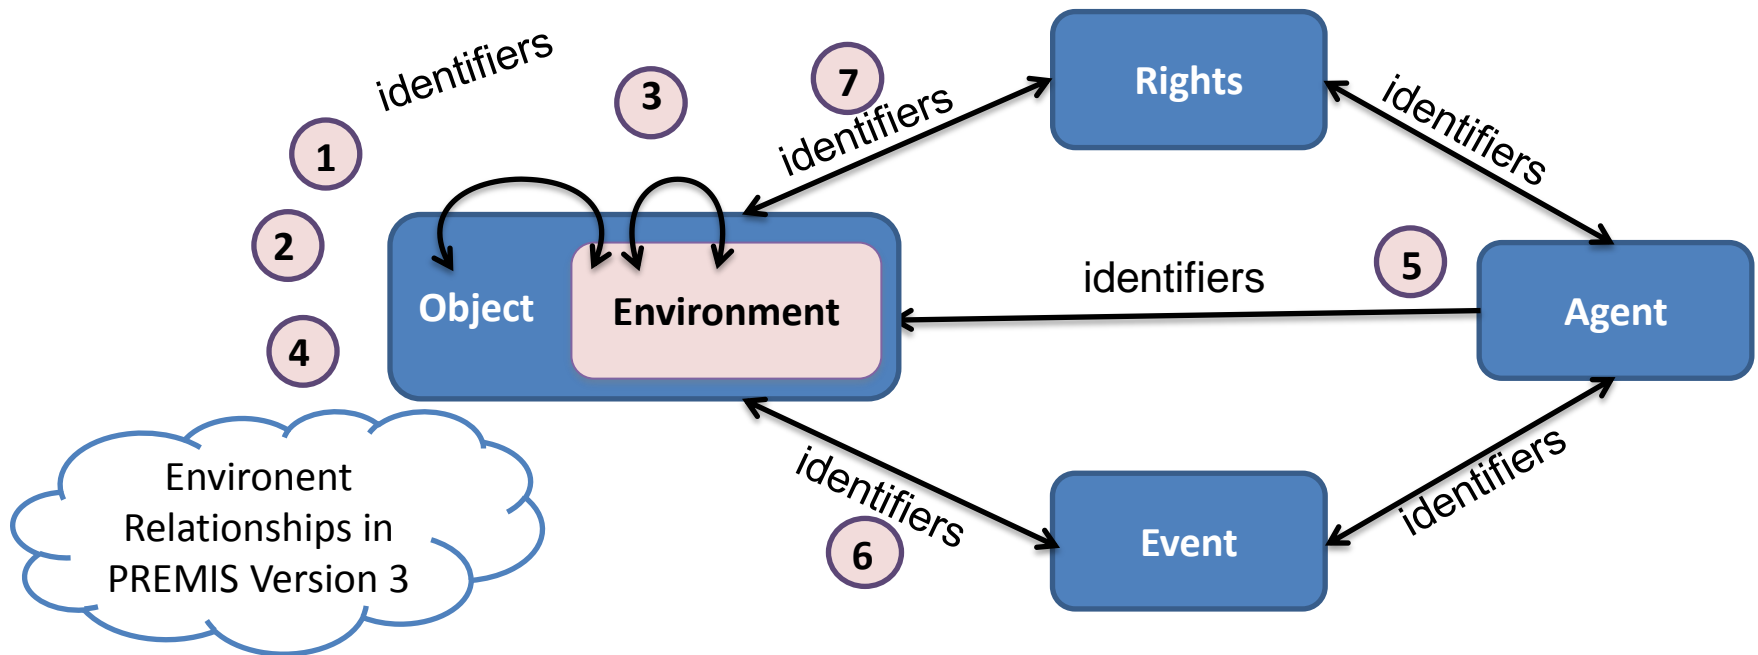 identifiers
3
7
Rights
identifiers
identifiers
1
2
5
identifiers
Object
Environment
Agent
4
Environent
Relationships in
PREMIS Version 3
identifiers
6
Event
identifiers